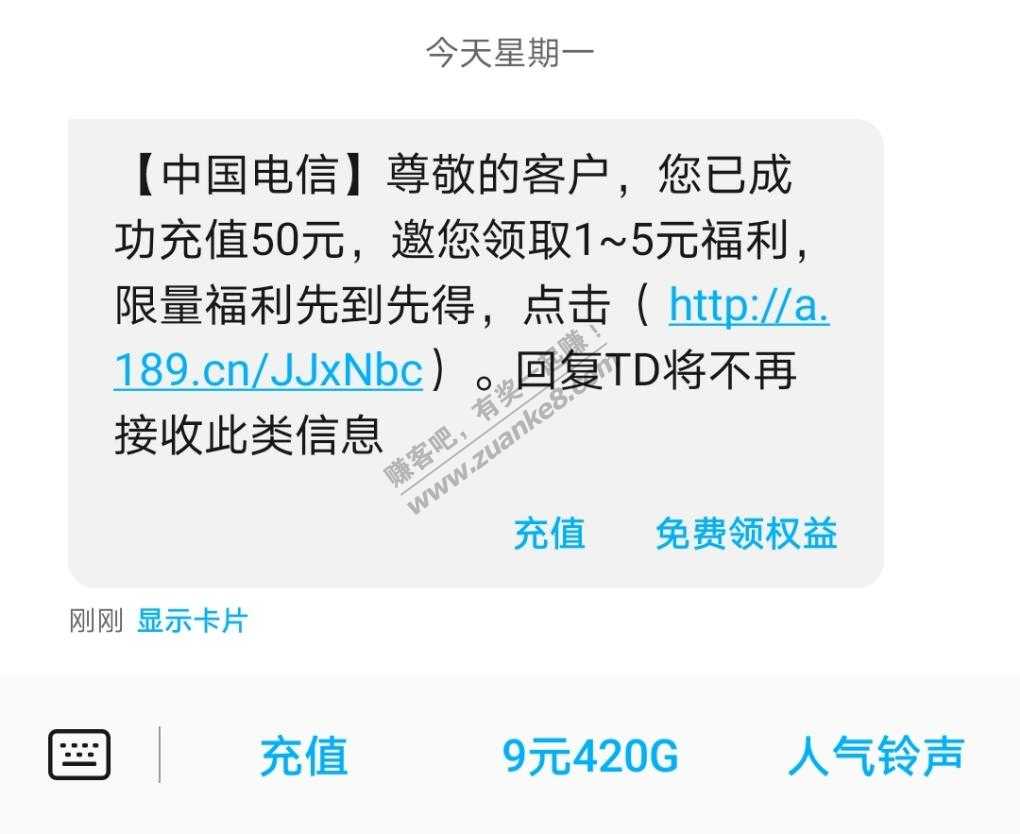 今天星期一
【中国电信】尊敬的客户，您已成
功充值50元，邀您领取1~5元福利，
限量福利先到先得，点击（ http://a.
189.cn/JJxNbc）。回复TD将不再
接收此类信息
赚客吧，有奖一起赚！
www.zuanke8.com
充值 免费领权益
刚刚 显示卡片
充值 9元420G 人气铃声